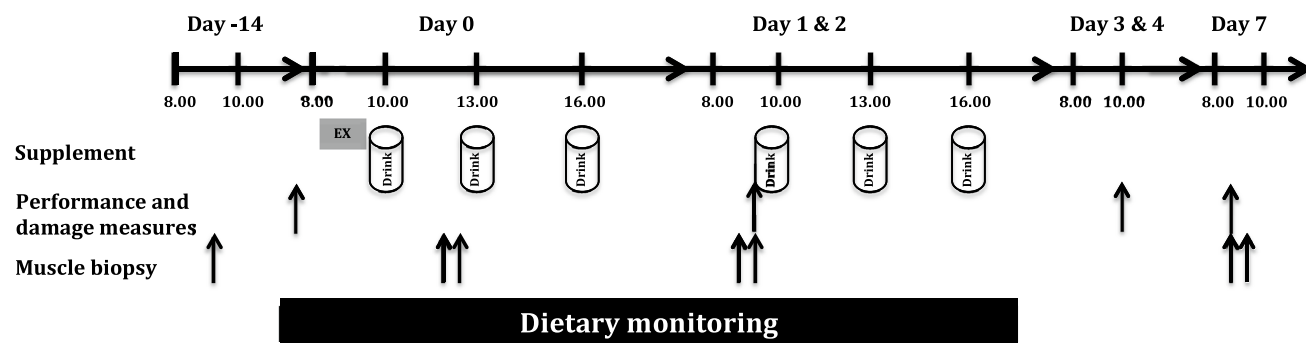 Day -14 Day 0 Day 1 & 2 Day 3 & 4 Day 7
8.00 10.00 8.00 10.00 13.00 16.00 8.00 10.00 13.00 16.00 8.00 10.00 8.00 10.00
EX
Supplement Drink Drink Drink Drink Drink Drink
Performance and
damage measures
Muscle biopsy
Dietary monitoring